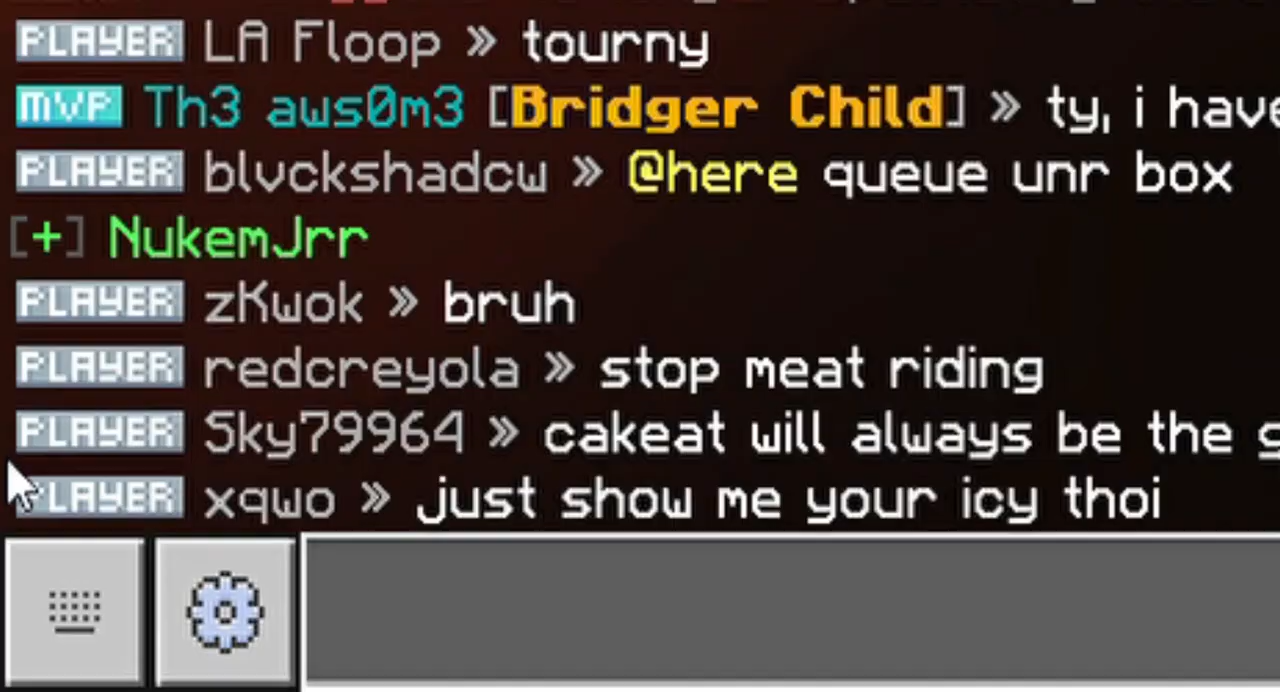 PLAYER LA Floop » tourny
MVP Th3 aws0m3 [Bridger Child] » ty, i have
PLAYER blvckshadcw » @here queue unr box
[+] NukemJrr
PLAYER zKwok » bruh
PLAYER redcreyola » stop meat riding
PLAYER Sky79964 » cakeat will always be the
PLAYER xqwo » just show me your icy thoi